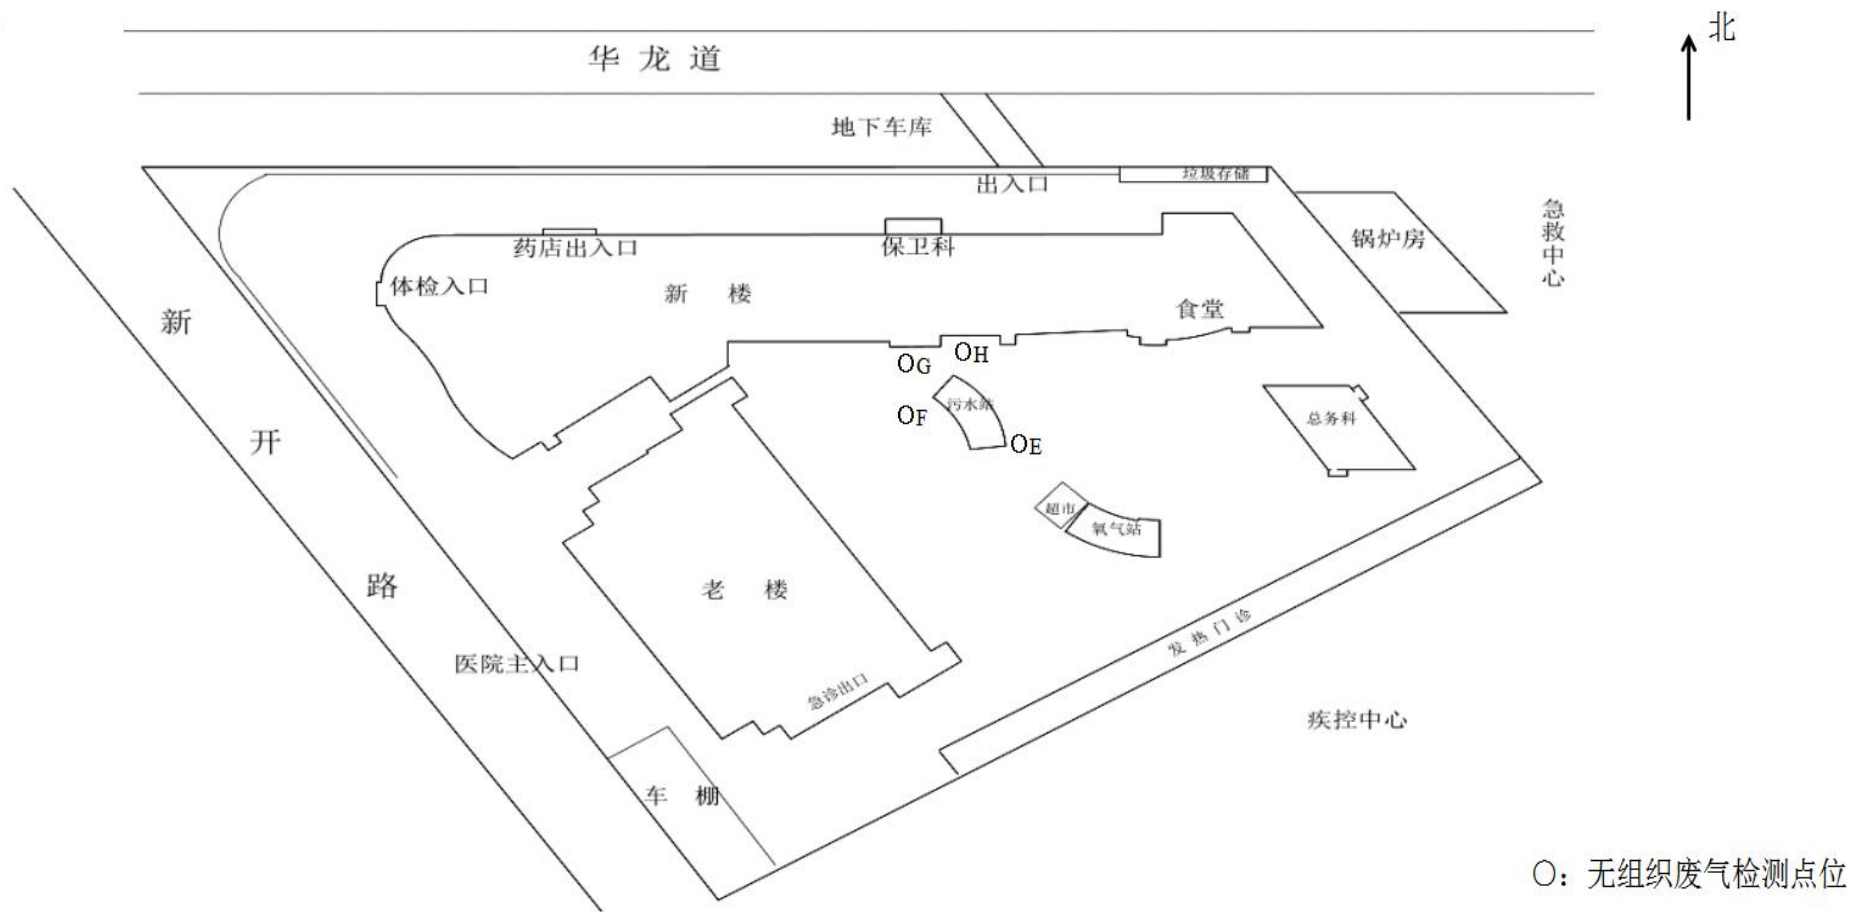 北
华龙道
地下车库
垃圾存储
出入口
急救中心
锅炉房
药店出入口
保卫科
体检入口
新楼
食堂
新开路
OG
OH
OF
污水站
OE
总务科
超市
氧气站
老楼
发热门诊
医院主入口
急诊出口
疾控中心
车棚
O：无组织废气检测点位